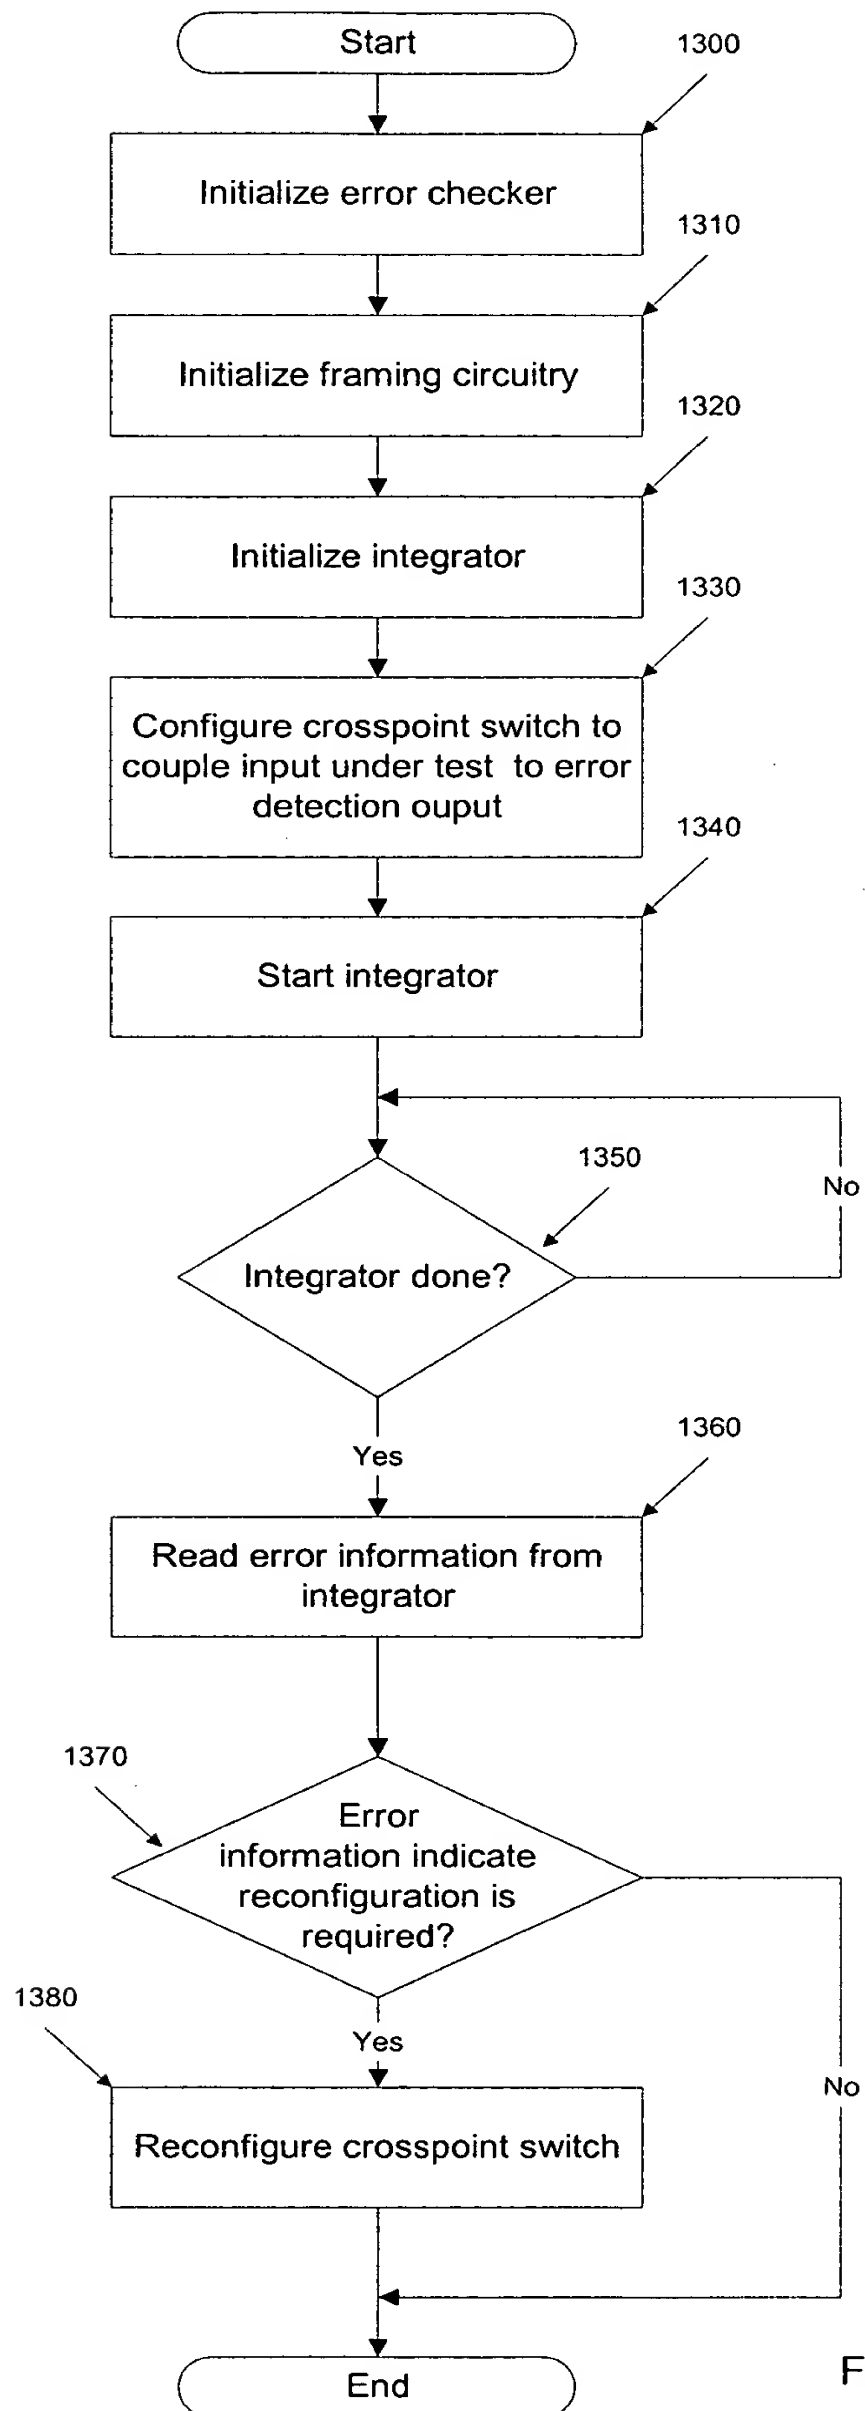 Start
1300
Initialize error checker
1310
Initialize framing circuitry
1320
Initialize integrator
1330
Configure crosspoint switch to
couple input under test to error
detection ouput
1340
Start integrator
1350
No
Integrator done?
Yes
1360
Read error information from
integrator
1370
Error
information indicate
reconfiguration is
required?
1380
Yes
No
Reconfigure crosspoint switch
End
F